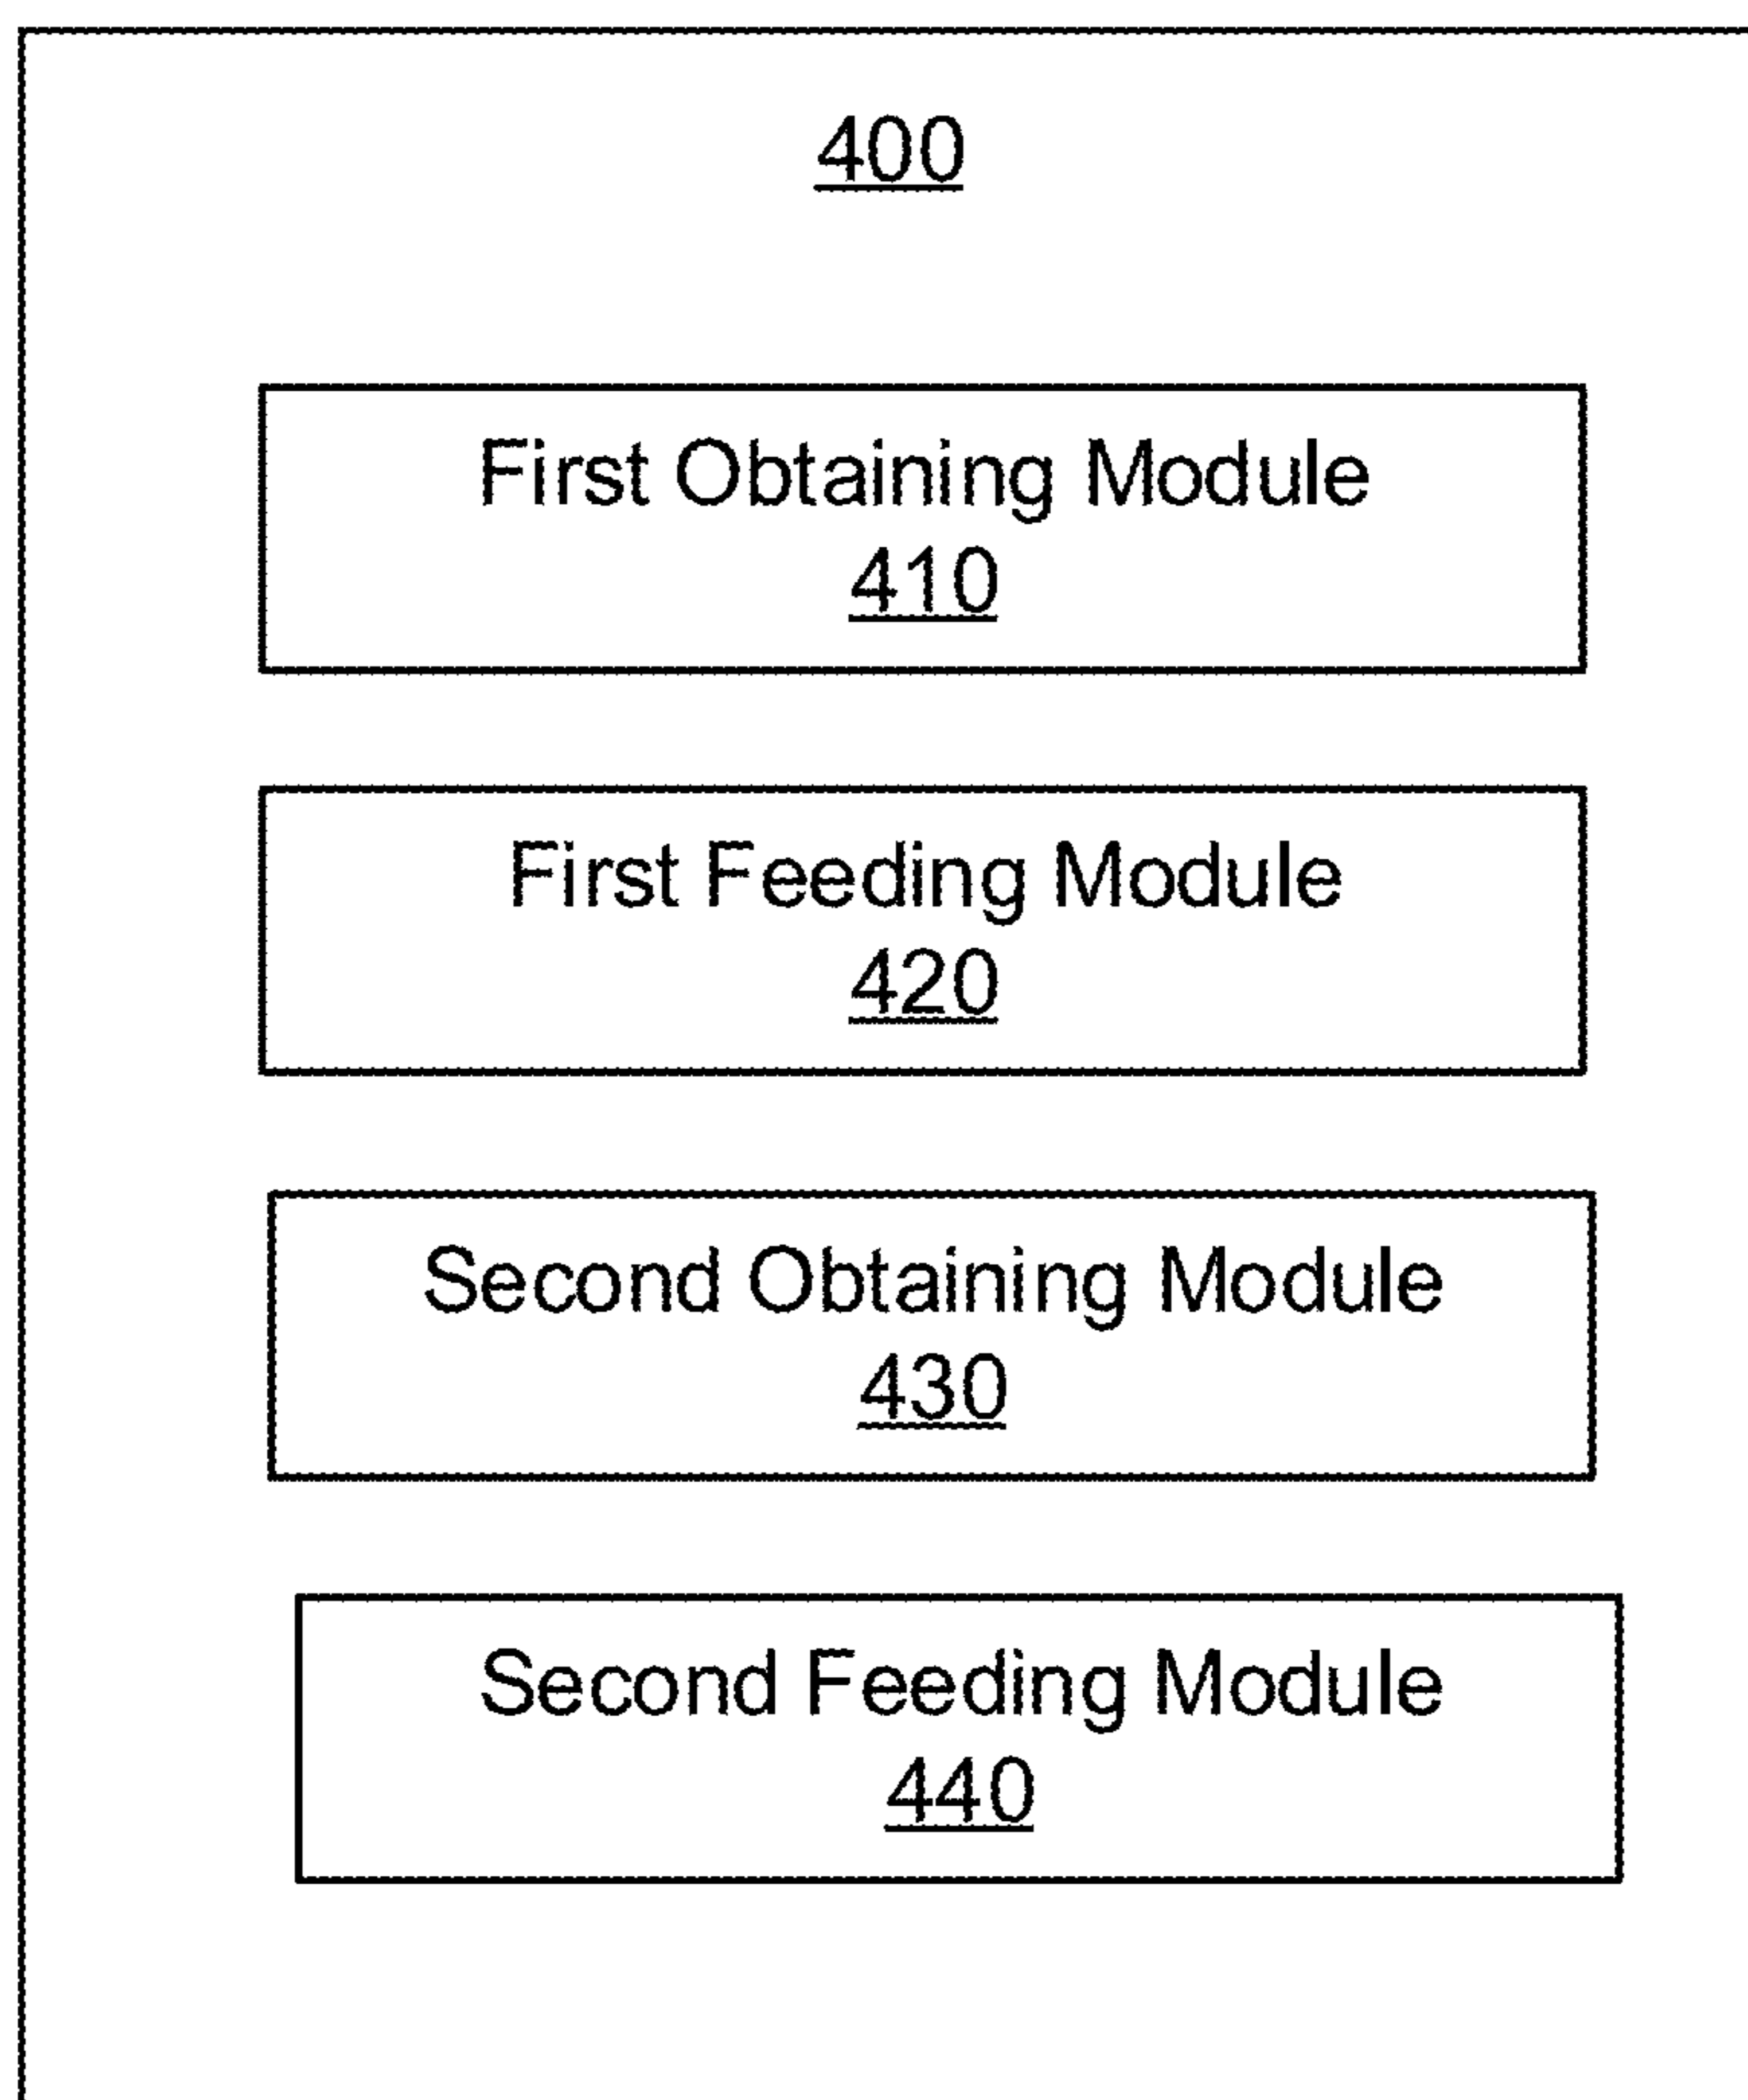 400
First Obtaining Module
410
First Feeding Module
420
Second Obtaining Module
430
Second Feeding Module
440